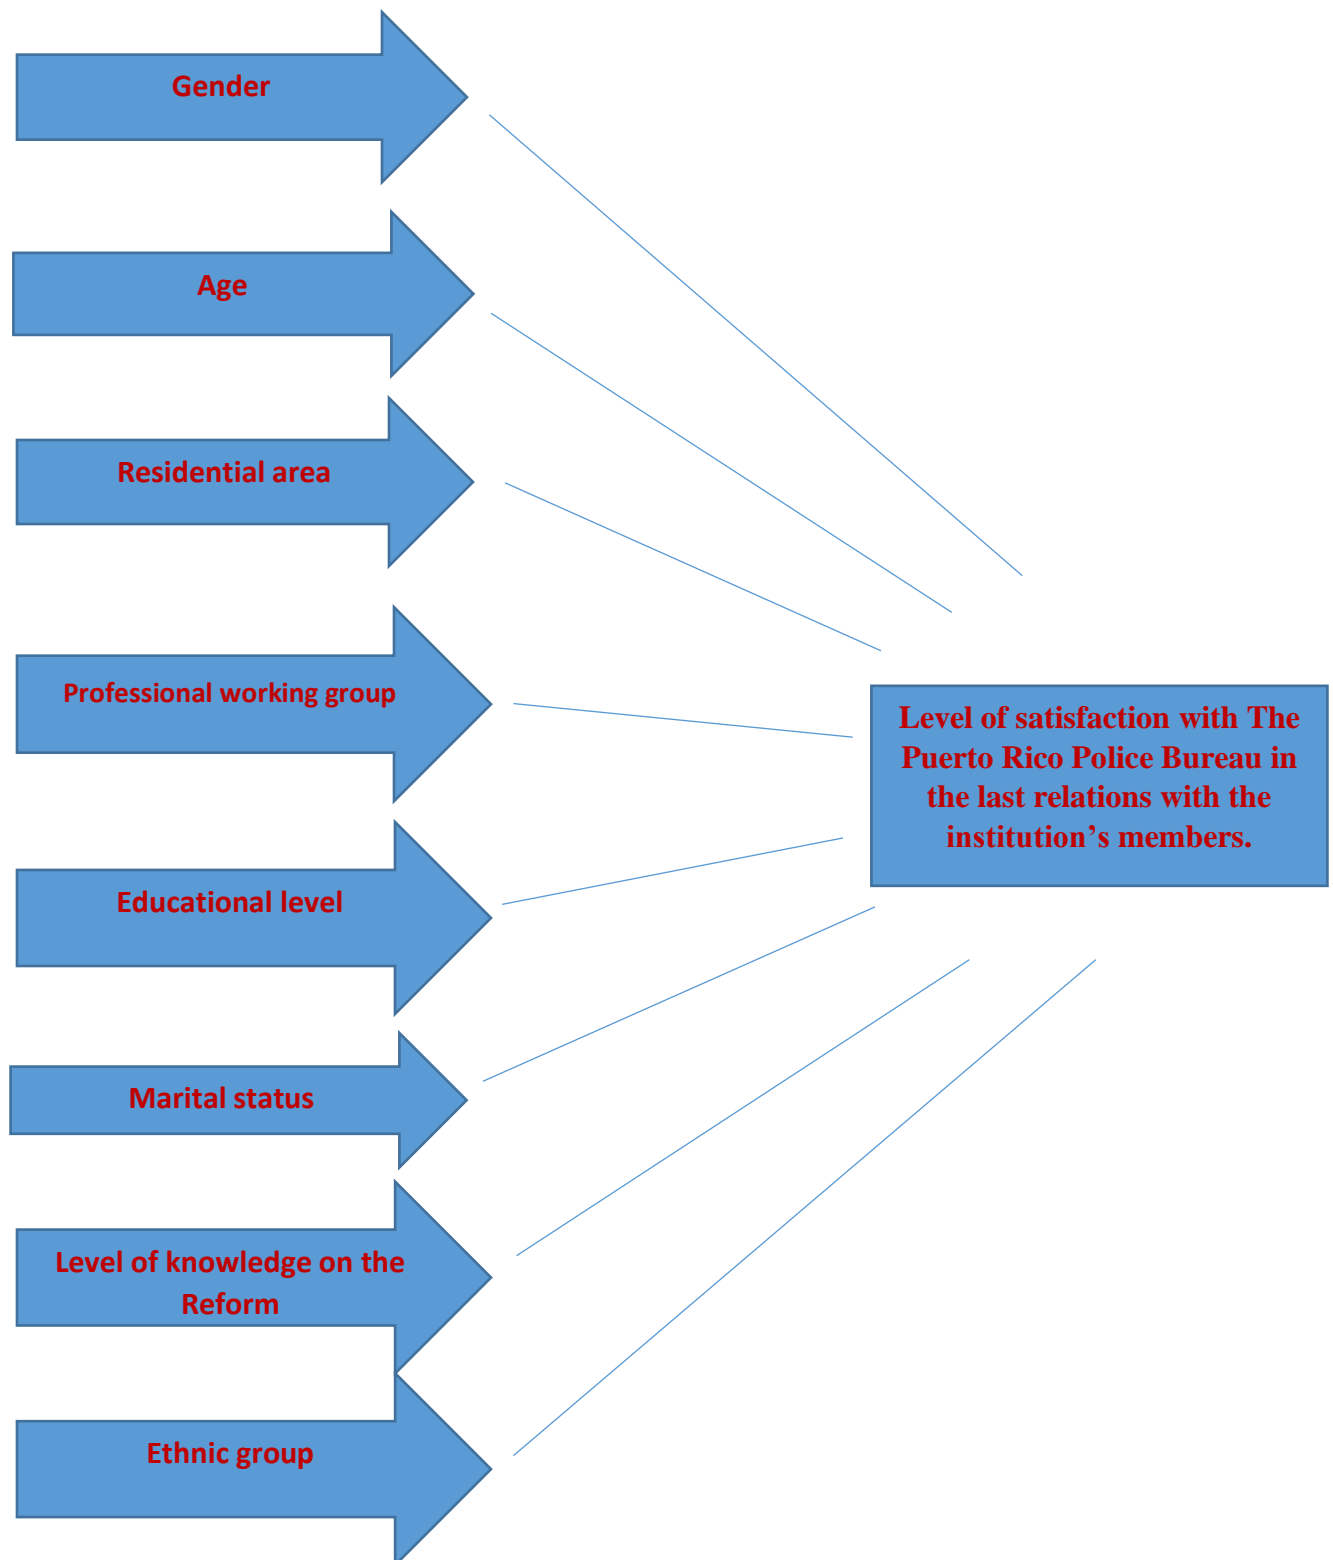 Gender
Age
Residential area
Professional working group
Level of satisfaction with The
Puerto Rico Police Bureau in
the last relations with the
institution’s members.
Educational level
Marital status
Level of knowledge on the
Reform
Ethnic group